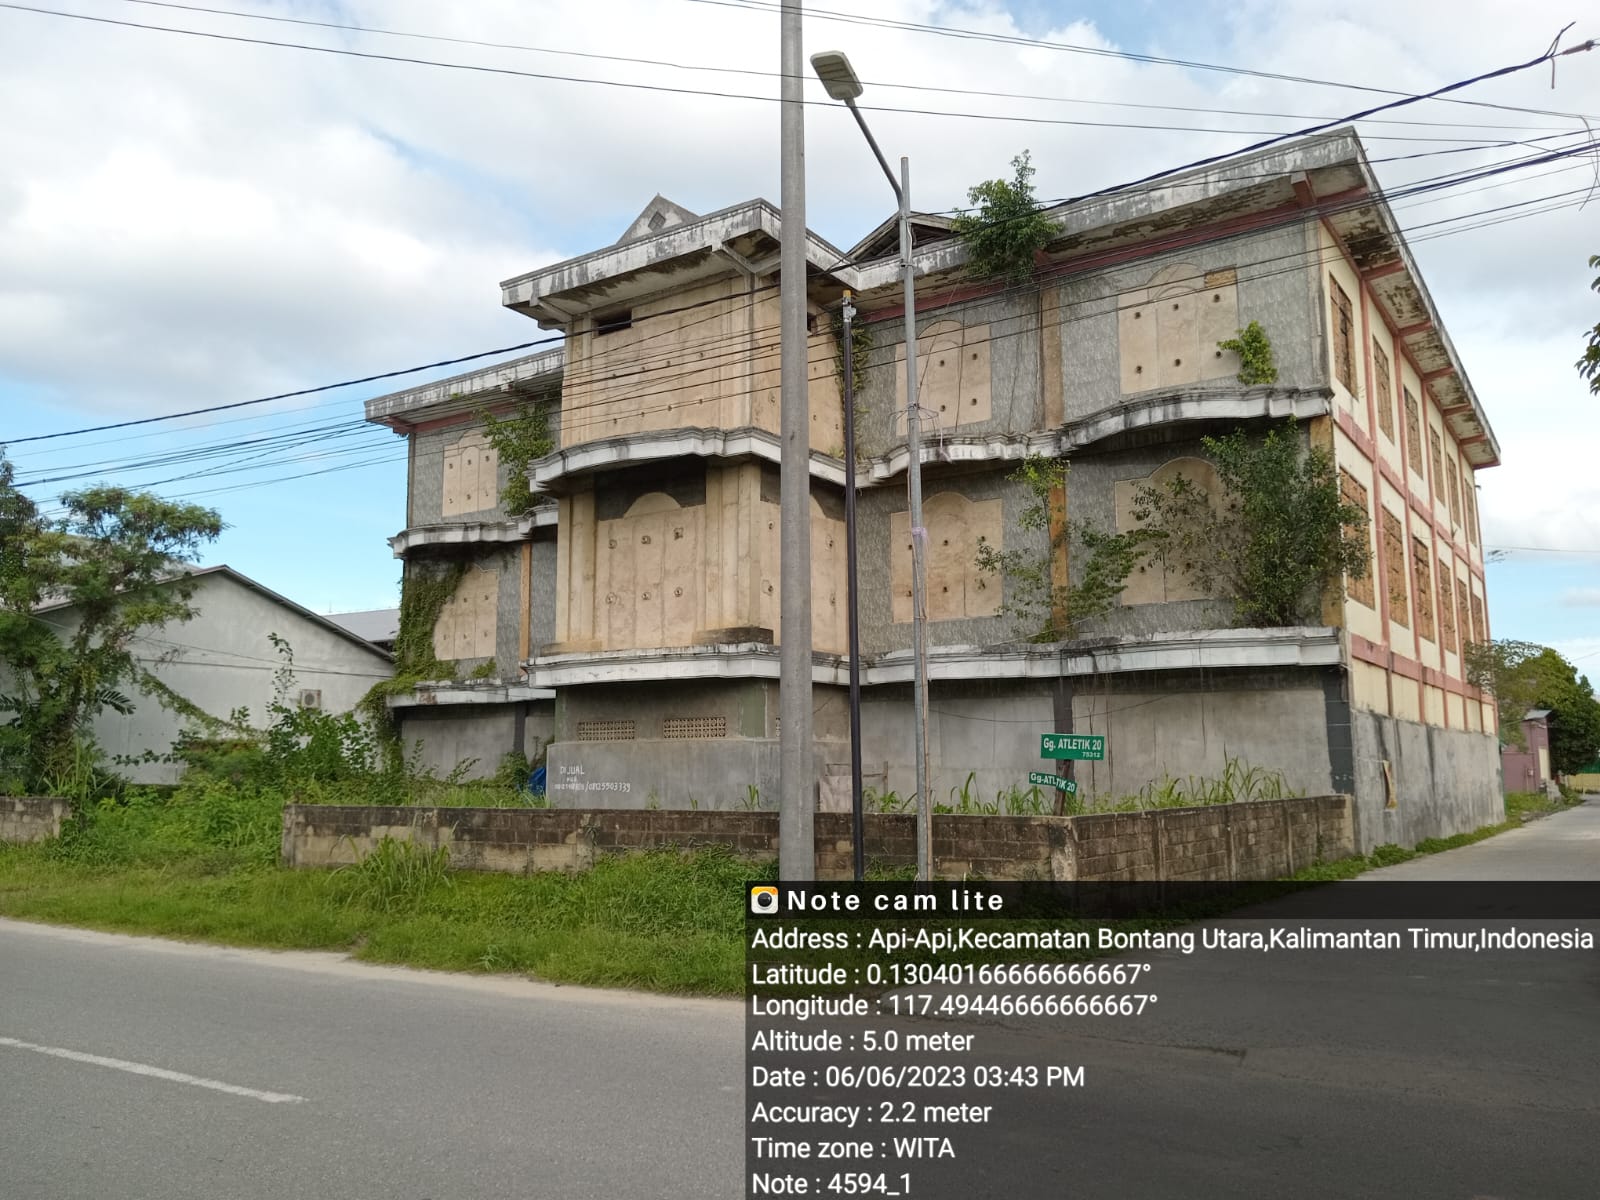 Gg. ATLETIK 20
75312
Gg. ATLETIK 20
DIJUAL
Note cam lite
Address : Api-Api,Kecamatan Bontang Utara,Kalimantan Timur,Indonesia
Latitude : 0.13040166666666667°
Longitude : 117.49446666666667°
Altitude : 5.0 meter
Date : 06/06/2023 03:43 PM
Accuracy : 2.2 meter
Time zone : WITA
Note : 4594_1